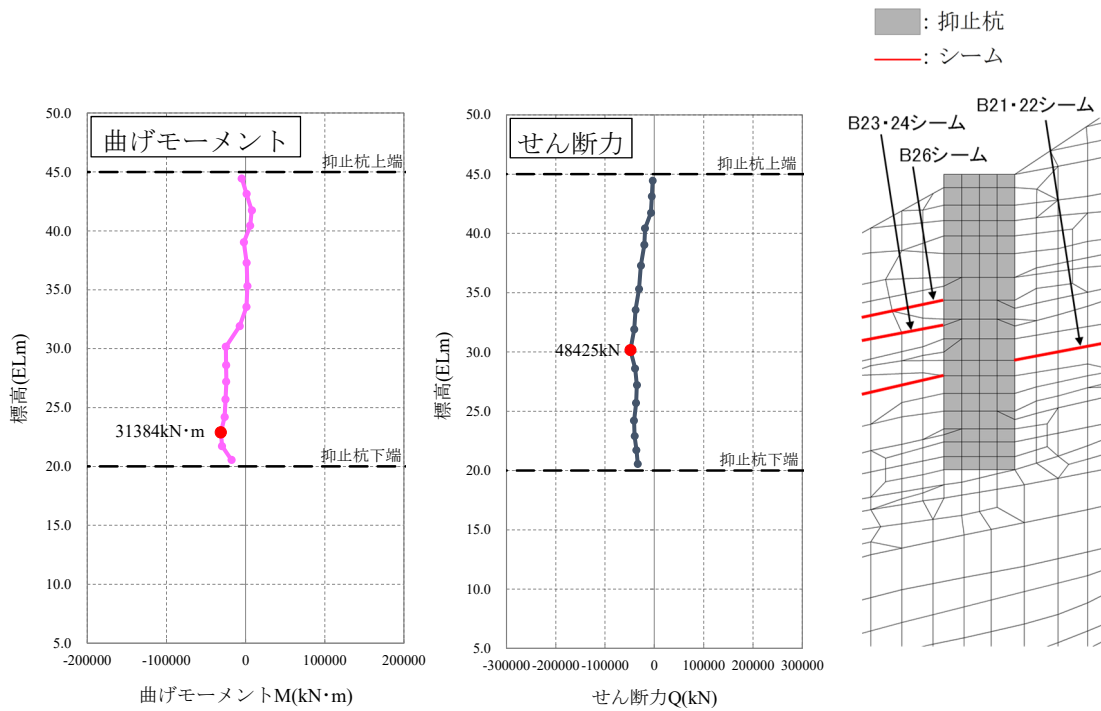 : 抑止杭
: シーム
曲げモーメント
50.0
45.0
40.0
35.0
30.0
25.0
20.0
15.0
10.0
5.0
標高(ELm)
抑止杭上端
31384kN・m
抑止杭下端
-200000 -100000 0 100000 200000
曲げモーメントM(kN・m)
せん断力
50.0
45.0
40.0
35.0
30.0
25.0
20.0
15.0
10.0
5.0
標高(ELm)
抑止杭上端
48425kN
抑止杭下端
-300000 -200000 -100000 0 100000 200000 300000
せん断力Q(kN)
B21・22シーム
B23・24シーム
B26シーム